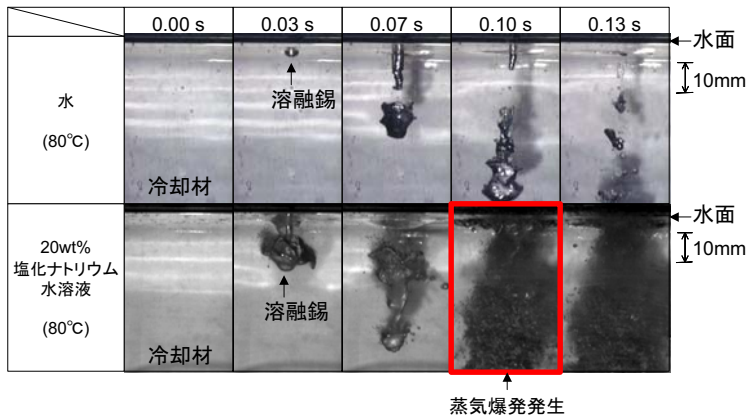 0.00 s 0.03 s 0.07 s 0.10 s 0.13 s
水面
10mm
溶融錫
水
(80℃)
冷却材
水面
10mm
20wt%
塩化ナトリウム
水溶液
(80℃)
溶融錫
冷却材
蒸気爆発発生